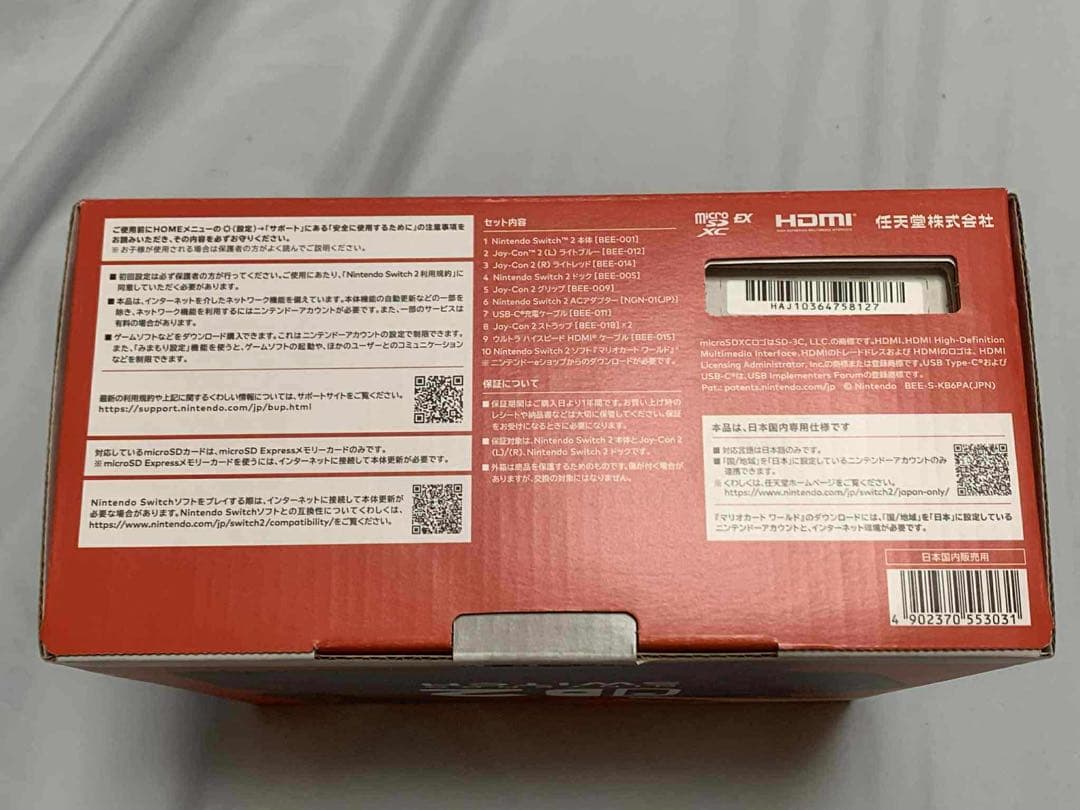 ご使用前にHOMEメニューの (設定)→「サポート」にある「安全に使用するために」の注意事項を
お読みいただき、その内容を必ずお守りください。
※お子様が使用される場合は保護者の方がよく読んでご説明ください。
■初回設定は必ず保護者の方が行ってください。ご使用にあたり、「Nintendo Switch 2 利用規約」に
同意していただく必要があります。
■本品は、インターネットを介したネットワーク機能を備えています。本体機能の自動更新などの一部を
除き、ネットワーク機能を利用するにはニンテンドーアカウントが必要です。また、一部のサービスは
有料の場合があります。
■ゲームソフトなどをダウンロード購入できます。これはニンテンドーアカウントの設定で制限できます。
また、「みまもり設定」機能を使うと、ゲームソフトの起動や、ほかのユーザーとのコミュニケーション
などを制限できます。
最新の利用規約や上記に関するくわしい情報については、サポートサイトをご覧ください。
https://support.nintendo.com/jp/bup.html
対応しているmicroSDカードは、microSD Expressメモリーカードのみです。
※microSD Expressメモリーカードを使うには、インターネットに接続して本体更新が必要です。
Nintendo Switchソフトをプレイする際は、インターネットに接続して本体更新が
必要な場合があります。Nintendo Switchソフトとの互換性についてくわしくは、
https://www.nintendo.com/jp/switch2/compatibility/をご覧ください。
セット内容
1 Nintendo Switch™ 2 本体 [BEE-001]
2 Joy-Con™ 2 (L) ライトブルー [BEE-012]
3 Joy-Con 2 (R) ライトレッド [BEE-014]
4 Nintendo Switch 2 ドック [BEE-005]
5 Joy-Con 2 グリップ [BEE-009]
6 Nintendo Switch 2 ACアダプター [NGN-01(JP)]
7 USB-C®充電ケーブル [BEE-011]
8 Joy-Con 2 ストラップ [BEE-018]×2
9 ウルトラハイスピード HDMI®ケーブル [BEE-015]
10 Nintendo Switch 2 ソフト『マリオカート ワールド』※
※ニンテンドーeショップからのダウンロードが必要です。
保証について
■保証期間はご購入日より1年間です。お買い上げ時の
レシートや納品書などは大切に保管してください。保証
をお受けになるときに必要になります。
■保証対象は、Nintendo Switch 2 本体とJoy-Con 2
(L)/(R)、Nintendo Switch 2 ドックです。
■外箱は商品を保護するためのものです。傷が付く場合が
ありますが、交換の対象にはなりません。
micro SD XC EX
HDMI®
HIGH-DEFINITION MULTIMEDIA INTERFACE
任天堂株式会社
HAJ10364758127
microSDXCロゴはSD-3C, LLC.の商標です。HDMI、HDMI High-Definition
Multimedia Interface、HDMIのトレードドレスおよび HDMIのロゴは、HDMI
Licensing Administrator, Inc.の商標または登録商標です。USB Type-C®および
USB-C®は、USB Implementers Forumの登録商標です。
Pat.: patents.nintendo.com/jp © Nintendo BEE-S-KB6PA(JPN)
本品は、日本国内専用仕様です
■対応言語は日本語のみです。
■「国/地域」を「日本」に設定しているニンテンドーアカウントのみ
連携できます。
※くわしくは、任天堂ホームページをご覧ください。
https://www.nintendo.com/jp/switch2/japan-only/
『マリオカート ワールド』のダウンロードには、「国/地域」を「日本」に設定している
ニンテンドーアカウントと、インターネット環境が必要です。
日本国内販売用
4 902370 553031